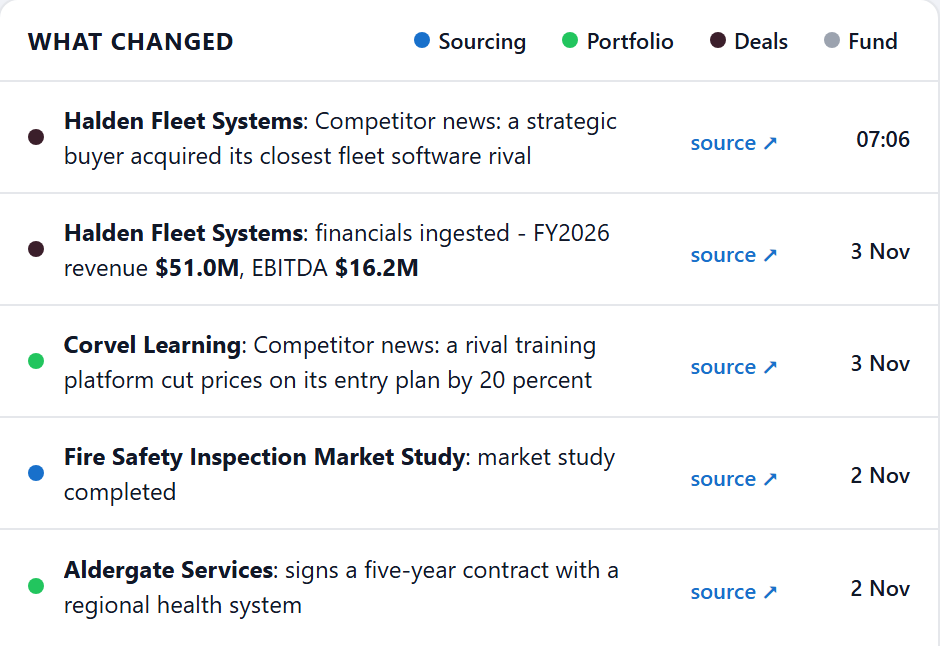 WHAT CHANGED
Sourcing
Portfolio
Deals
Fund
Halden Fleet Systems: Competitor news: a strategic
buyer acquired its closest fleet software rival
source ↗
07:06
Halden Fleet Systems: financials ingested - FY2026
revenue $51.0M, EBITDA $16.2M
source ↗
3 Nov
Corvel Learning: Competitor news: a rival training
platform cut prices on its entry plan by 20 percent
source ↗
3 Nov
Fire Safety Inspection Market Study: market study
completed
source ↗
2 Nov
Aldergate Services: signs a five-year contract with a
regional health system
source ↗
2 Nov